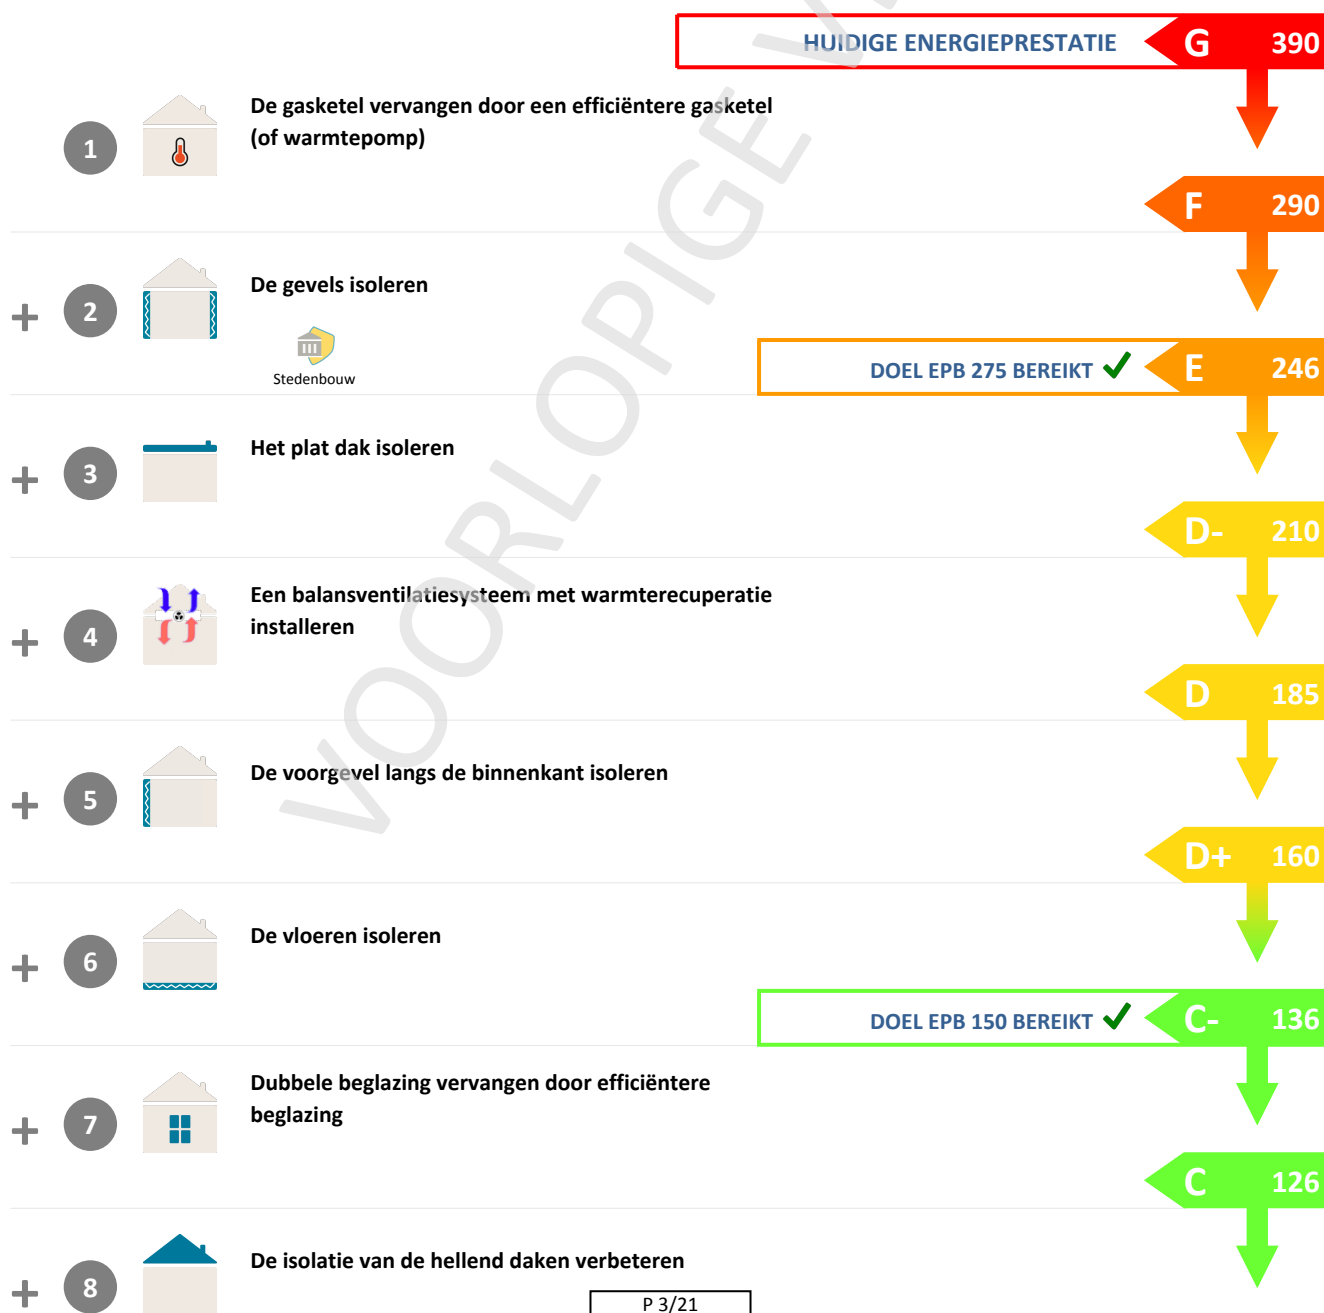 HUIDIGE ENERGIEPRESTATIE G 390
1 De gasketel vervangen door een efficiëntere gasketel
(of warmtepomp)
F 290
+ 2 De gevels isoleren
Stedenbouw
DOEL EPB 275 BEREIKT ✓ E 246
+ 3 Het plat dak isoleren
D- 210
+ 4 Een balansventilatiesysteem met warmterecuperatie
installeren
D 185
+ 5 De voorgevel langs de binnenkant isoleren
D+ 160
+ 6 De vloeren isoleren
DOEL EPB 150 BEREIKT ✓ C- 136
+ 7 Dubbele beglazing vervangen door efficiëntere
beglazing
C 126
+ 8 De isolatie van de hellend daken verbeteren
P 3/21
VOORLOPIGE